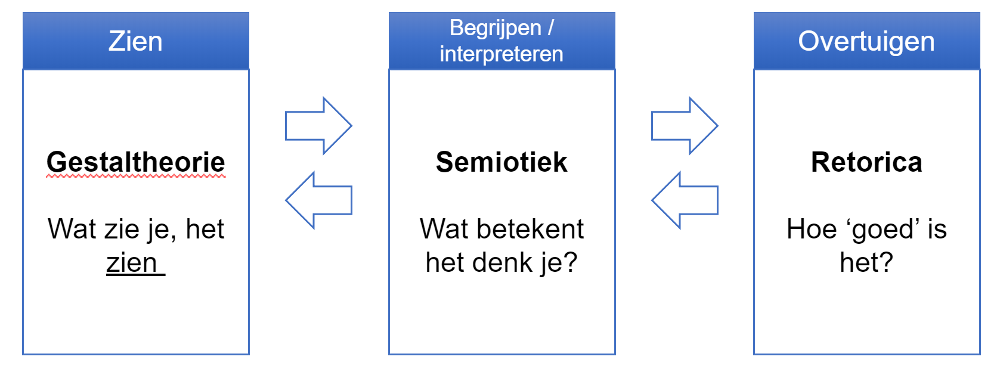 Zien
Gestaltheorie
Wat zie je, het
zien
Begrijpen /
interpreteren
Semiotiek
Wat betekent
het denk je?
Overtuigen
Retorica
Hoe ‘goed’ is
het?